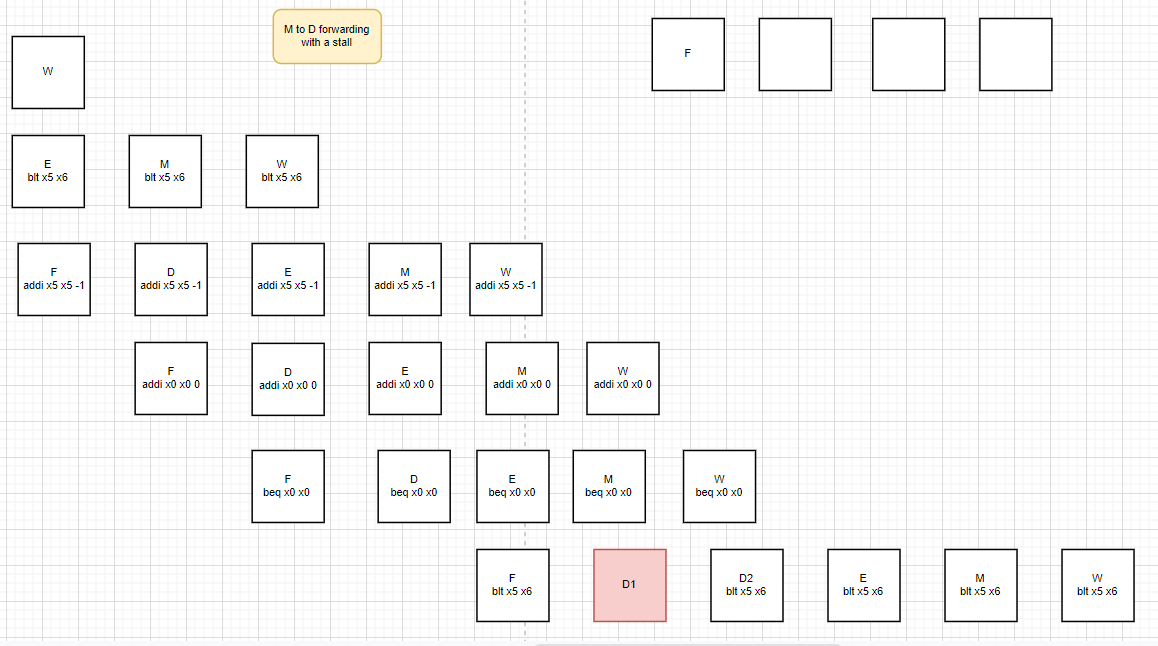 M to D forwarding
with a stall
F
W
E
blt x5 x6
M
blt x5 x6
W
blt x5 x6
F
addi x5 x5 -1
D
addi x5 x5 -1
E
addi x5 x5 -1
M
addi x5 x5 -1
W
addi x5 x5 -1
F
addi x0 x0 0
D
addi x0 x0 0
E
addi x0 x0 0
M
addi x0 x0 0
W
addi x0 x0 0
F
beq x0 x0
D
beq x0 x0
E
beq x0 x0
M
beq x0 x0
W
beq x0 x0
F
blt x5 x6
D1
D2
blt x5 x6
E
blt x5 x6
M
blt x5 x6
W
blt x5 x6